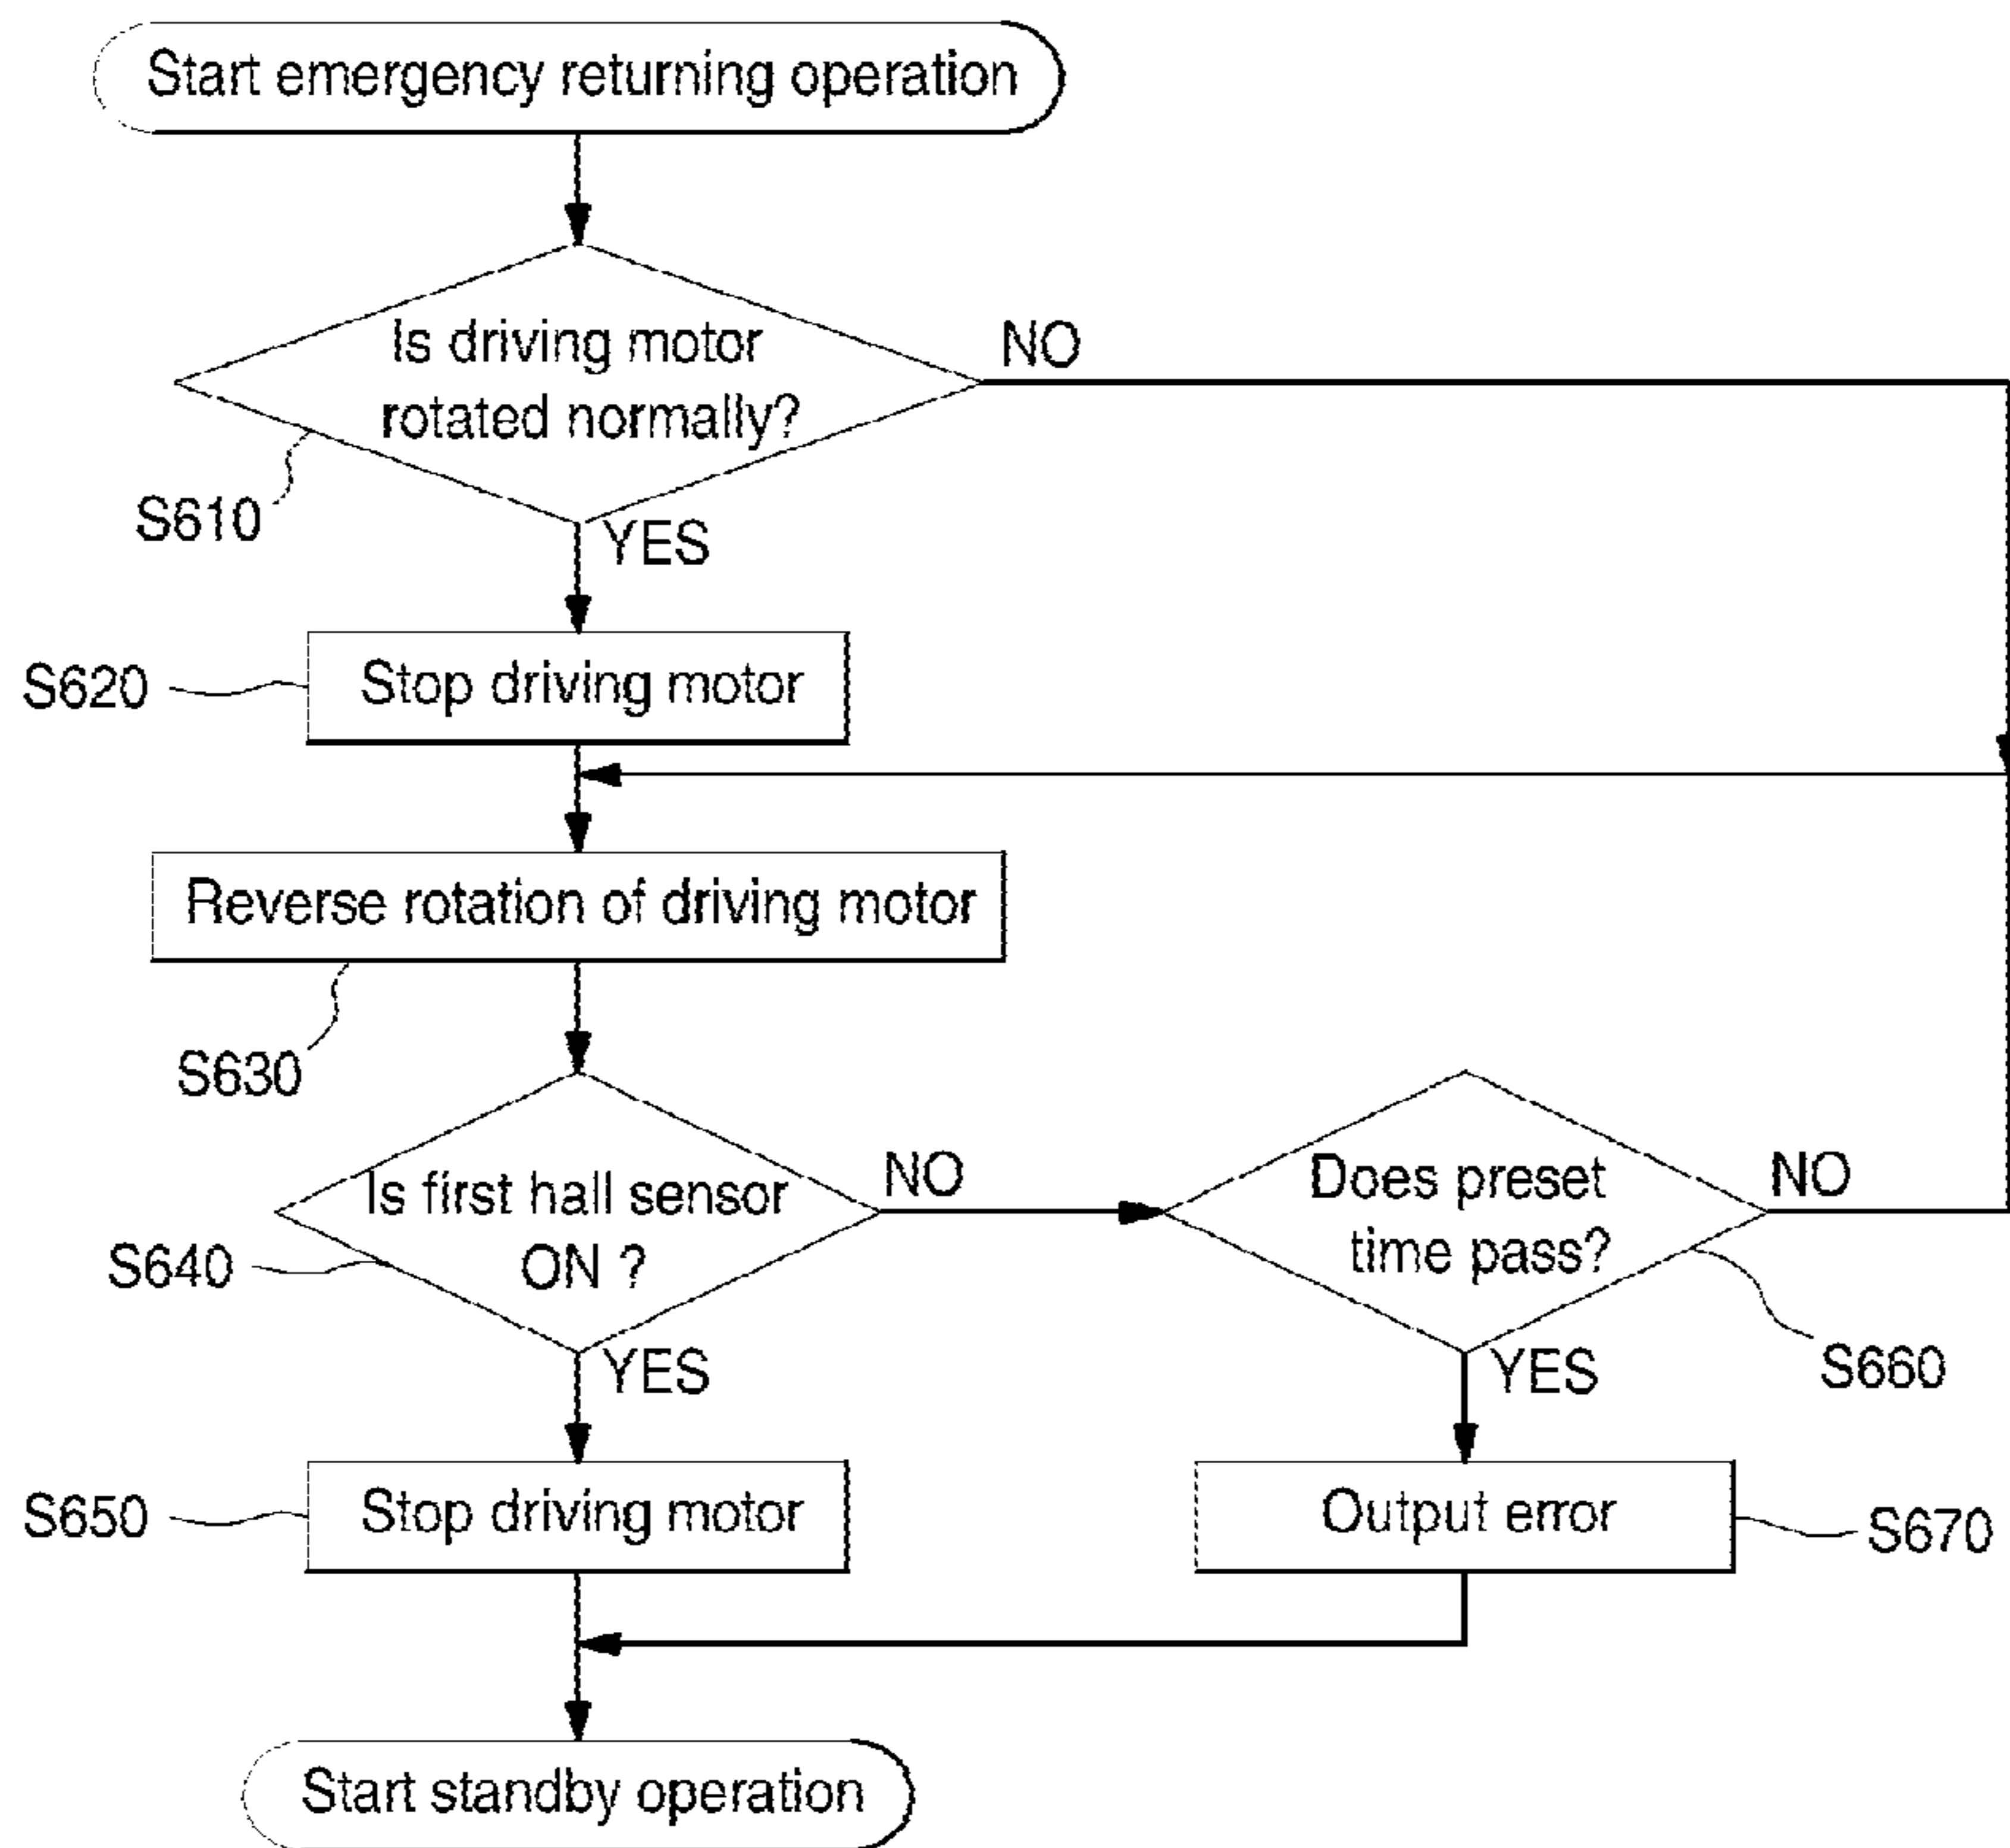 Start emergency returning operation
Is driving motor
rotated normally?
NO
S610
YES
S620
Stop driving motor
Reverse rotation of driving motor
S630
Is first hall sensor
ON ?
NO
S640
YES
Does preset
time pass?
NO
S660
YES
S650
Stop driving motor
Output error
S670
Start standby operation